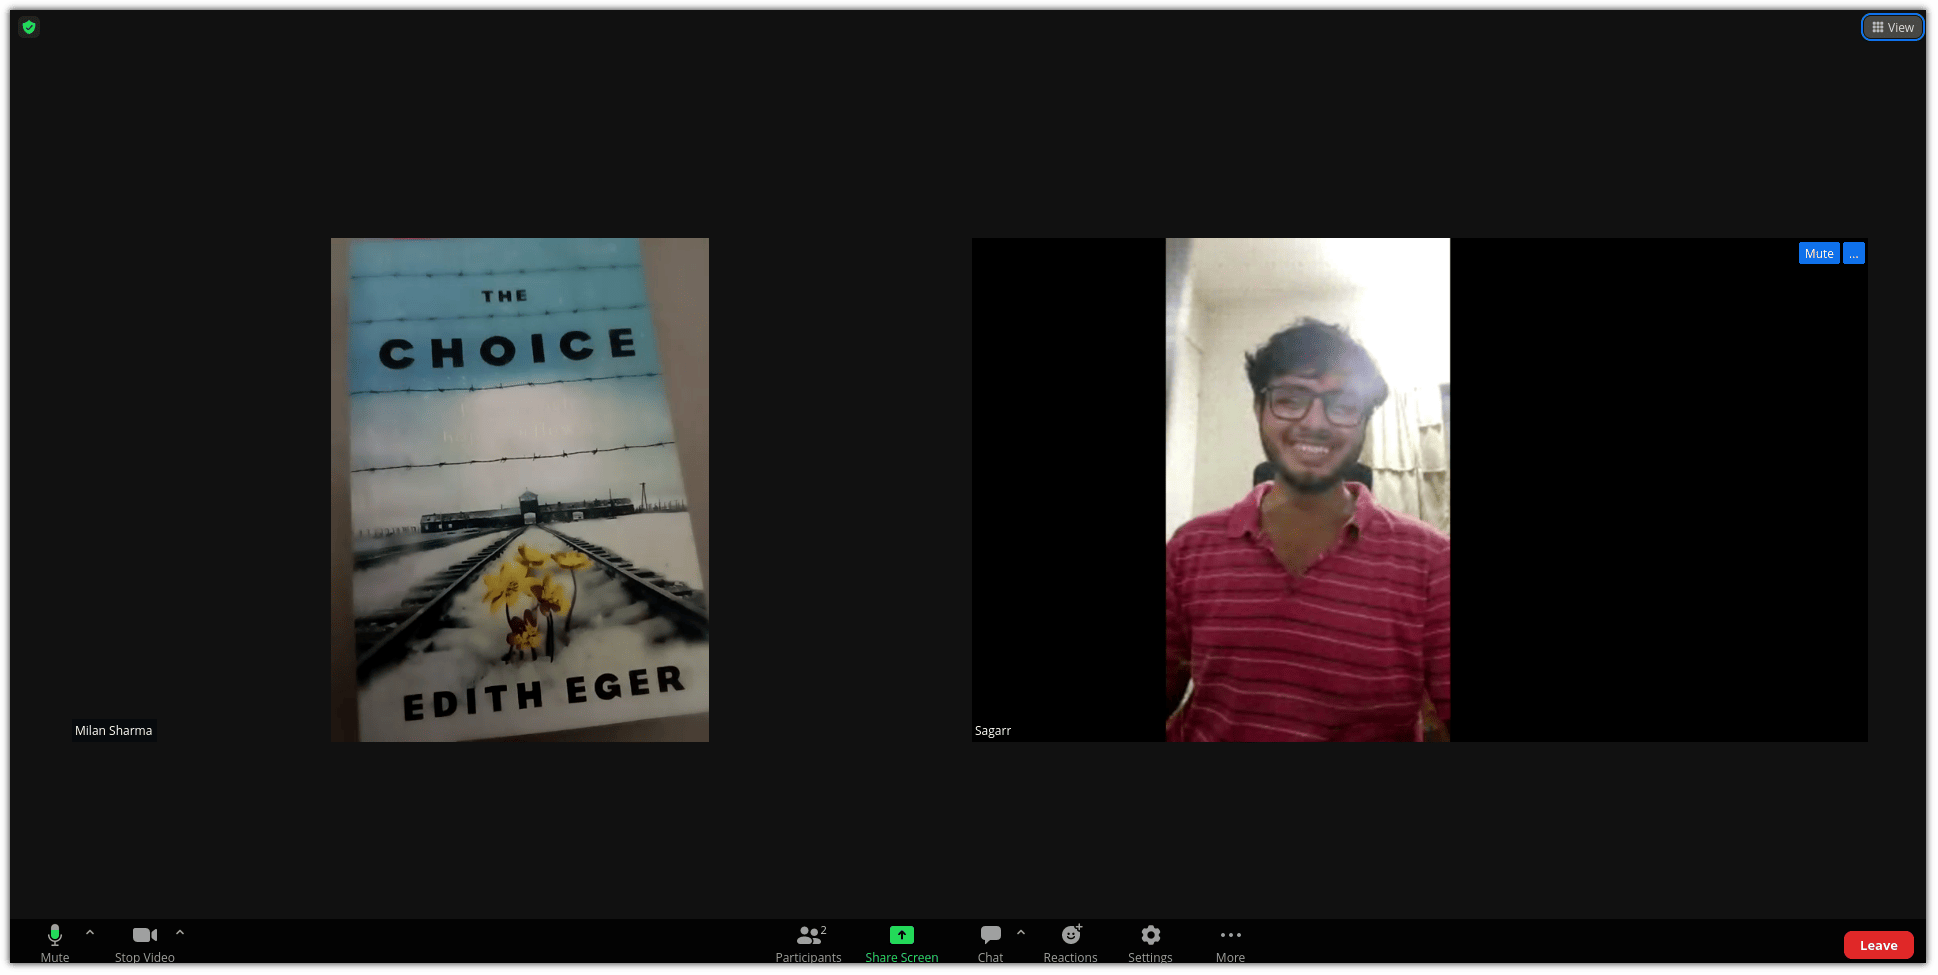 View
THE
CHOICE
EDITH EGER
Milan Sharma
Mute ...
Sagarr
2
Mute
Stop Video
Participants
Share Screen
Chat
Reactions
Settings
More
Leave